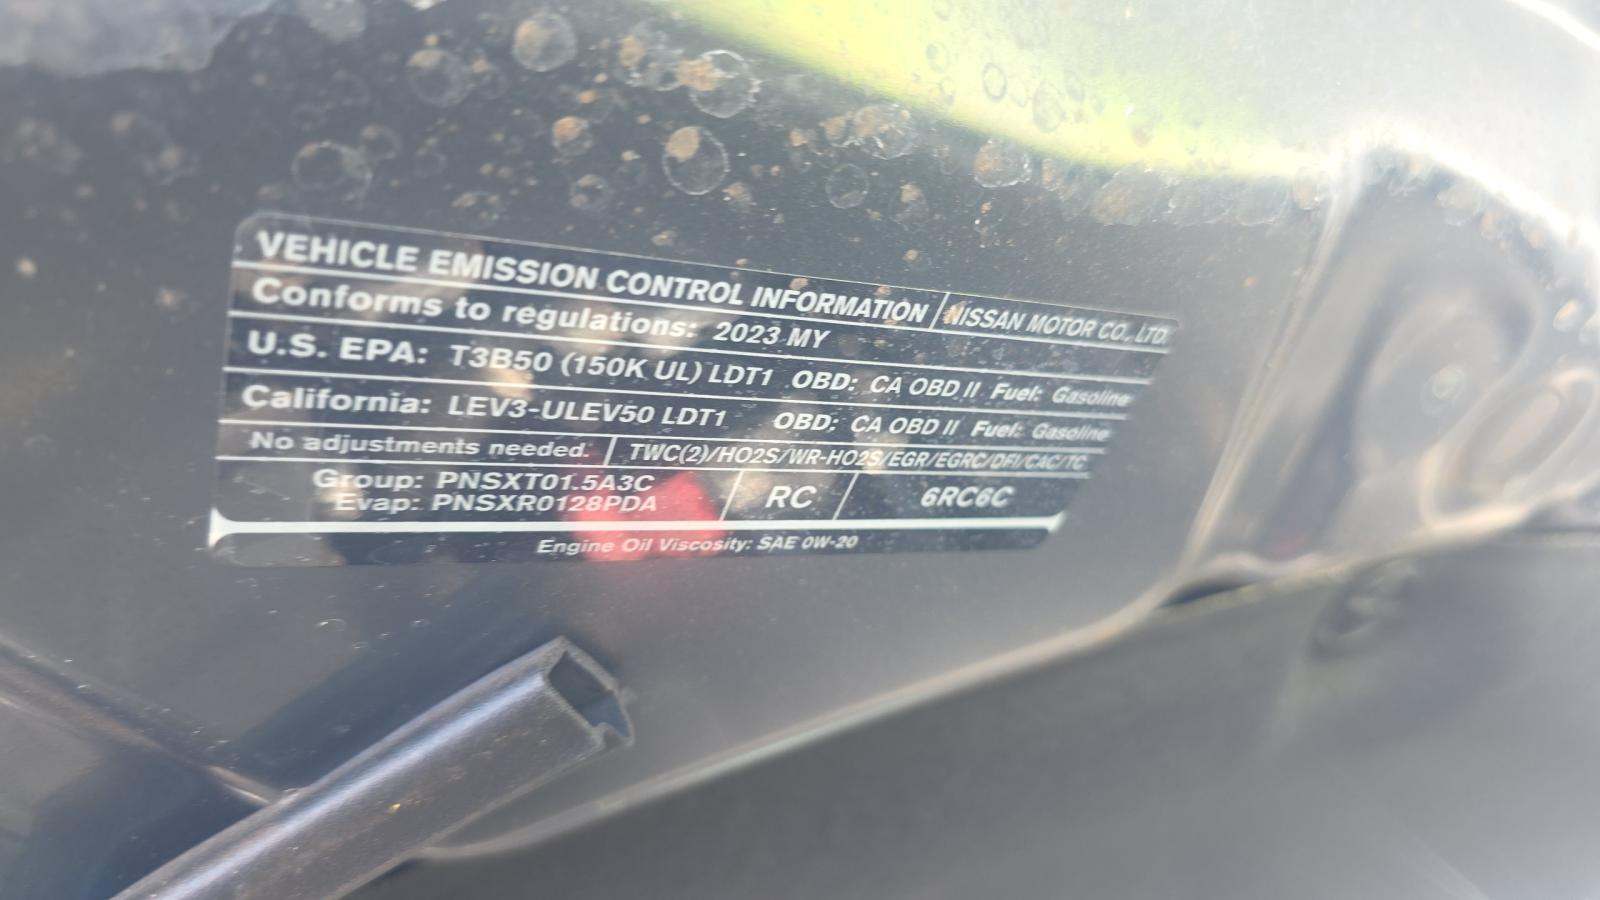 VEHICLE EMISSION CONTROL INFORMATION NISSAN MOTOR CO., LTD.
Conforms to regulations: 2023 MY
U.S. EPA: T3B50 (150K UL) LDT1 OBD: CA OBD II Fuel: Gasoline
California: LEV3-ULEV50 LDT1 OBD: CA OBD II Fuel: Gasoline
No adjustments needed. TWC(2)/HO2S/WR-HO2S/EGR/EGRC/DFI/CAC/TC
Group: PNSXT01.5A3C
Evap: PNSXR0128PDA
RC 6RC6C
Engine Oil Viscosity: SAE 0W-20